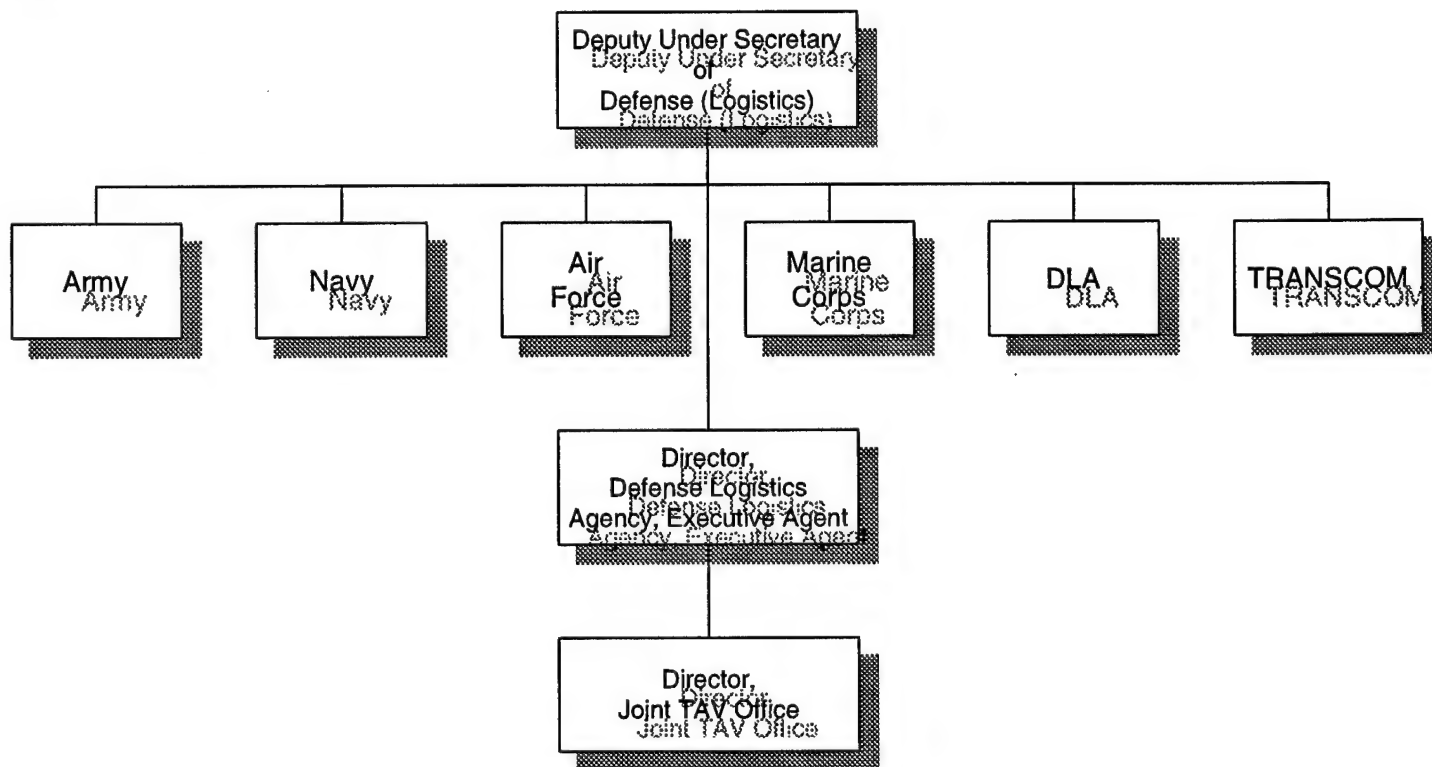 Deputy Under Secretary
of
Defense (Logistics)
Army
Navy
Air
Force
Marine
Corps
DLA
TRANSCOM
Director,
Defense Logistics
Agency, Executive Agent
Director,
Joint TAV Office